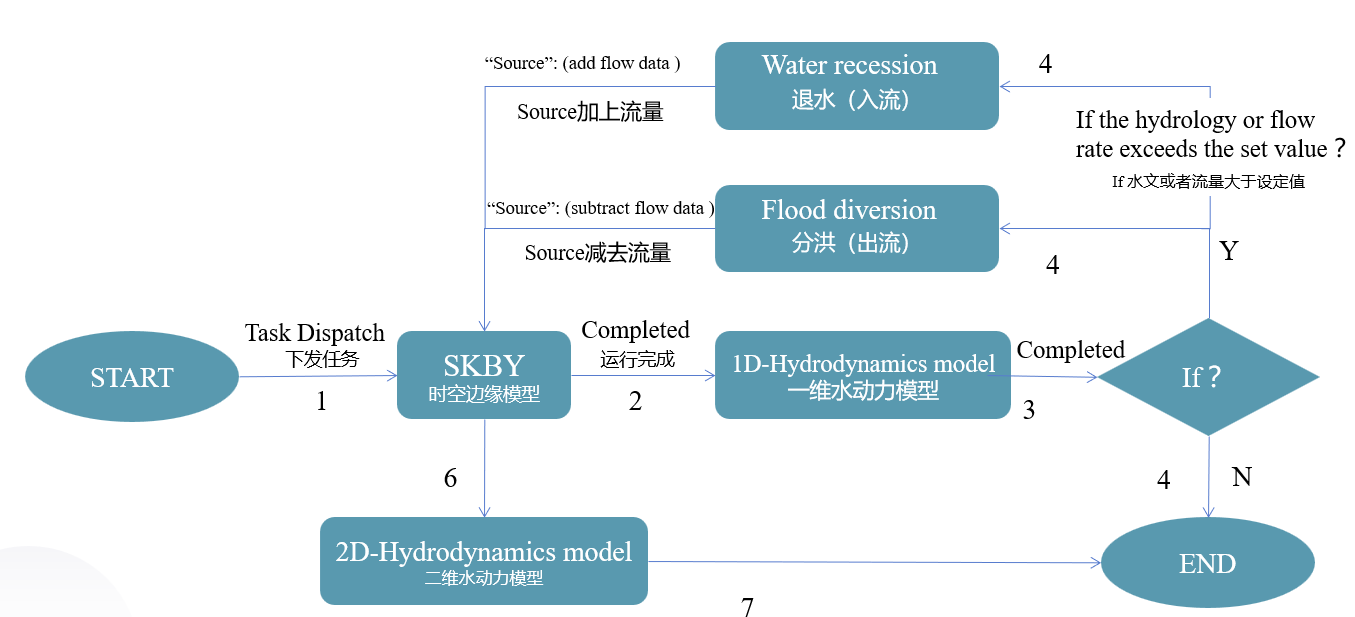 “Source”: (add flow data )
Source加上流量
Water recession
退水（入流）
4
If the hydrology or flow
rate exceeds the set value？
If 水文或者流量大于设定值
“Source”: (subtract flow data )
Source减去流量
Flood diversion
分洪（出流）
4
Y
START
Task Dispatch
下发任务
1
SKBY
时空边缘模型
Completed
运行完成
2
1D-Hydrodynamics model
一维水动力模型
Completed
3
If？
6
4
N
2D-Hydrodynamics model
二维水动力模型
7
END